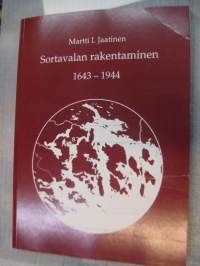 Martti I. Jaatinen
Sortavalan rakentaminen
1643 – 1944